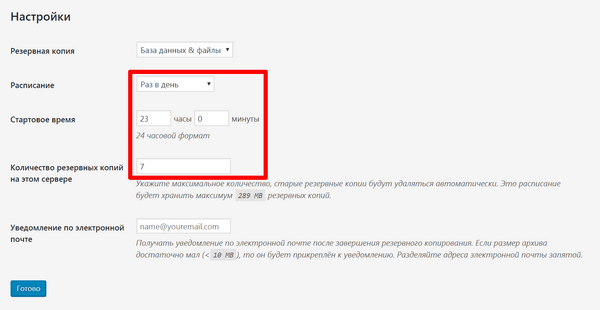 Настройки
Резервная копия
База данных & файлы
Расписание
Раз в день
Стартовое время
23 часы 0 минуты
24 часовой формат
Количество резервных копий
на этом сервере
7
Укажите максимальное количество, старые резервные копии будут удаляться автоматически. Это расписание
будет хранить максимум 289 MB резервных копий.
Уведомление по электронной
почте
name@youremail.com
Получать уведомление по электронной почте после завершения резервного копирования. Если размер архива
достаточно мал (< 10 MB), то он будет прикреплён к уведомлению. Разделяйте адреса электронной почты запятой.
Готово